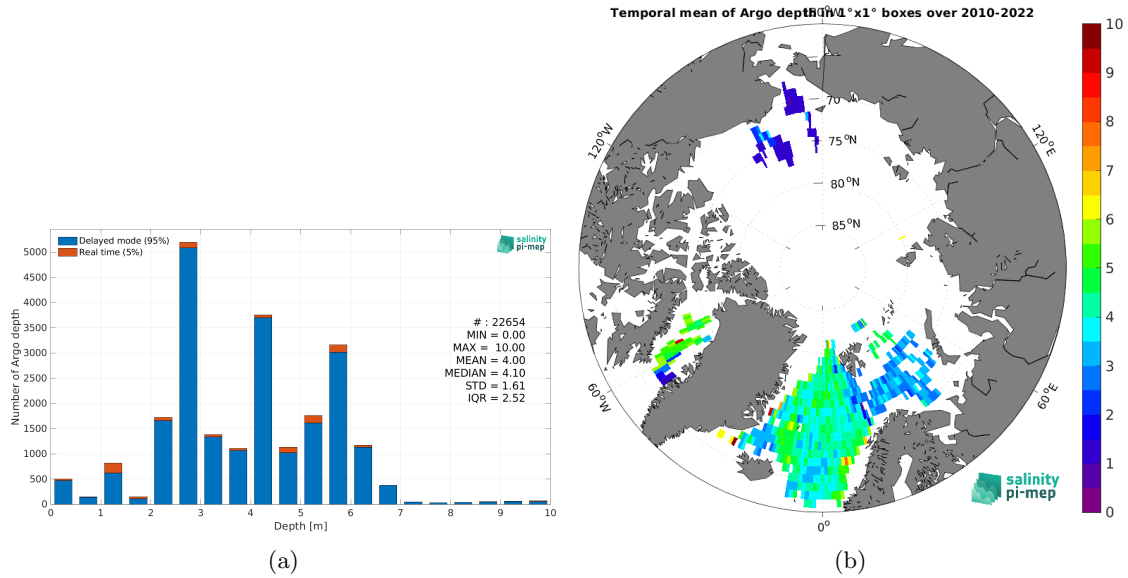 Delayed mode (95%)
Real time (5%)
salinity
pi-mep
# : 22654
MIN = 0.00
MAX = 10.00
MEAN = 4.00
MEDIAN = 4.10
STD = 1.61
IQR = 2.52
Number of Argo depth
5000
4500
4000
3500
3000
2500
2000
1500
1000
500
0
0 1 2 3 4 5 6 7 8 9 10
Depth [m]
(a)
Temporal mean of Argo depth in 1°x1° boxes over 2010-2022
180°W
120°W
120°E
70°N
75°N
80°N
85°N
60°W
60°E
0°
salinity
pi-mep
10
9
8
7
6
5
4
3
2
1
0
(b)